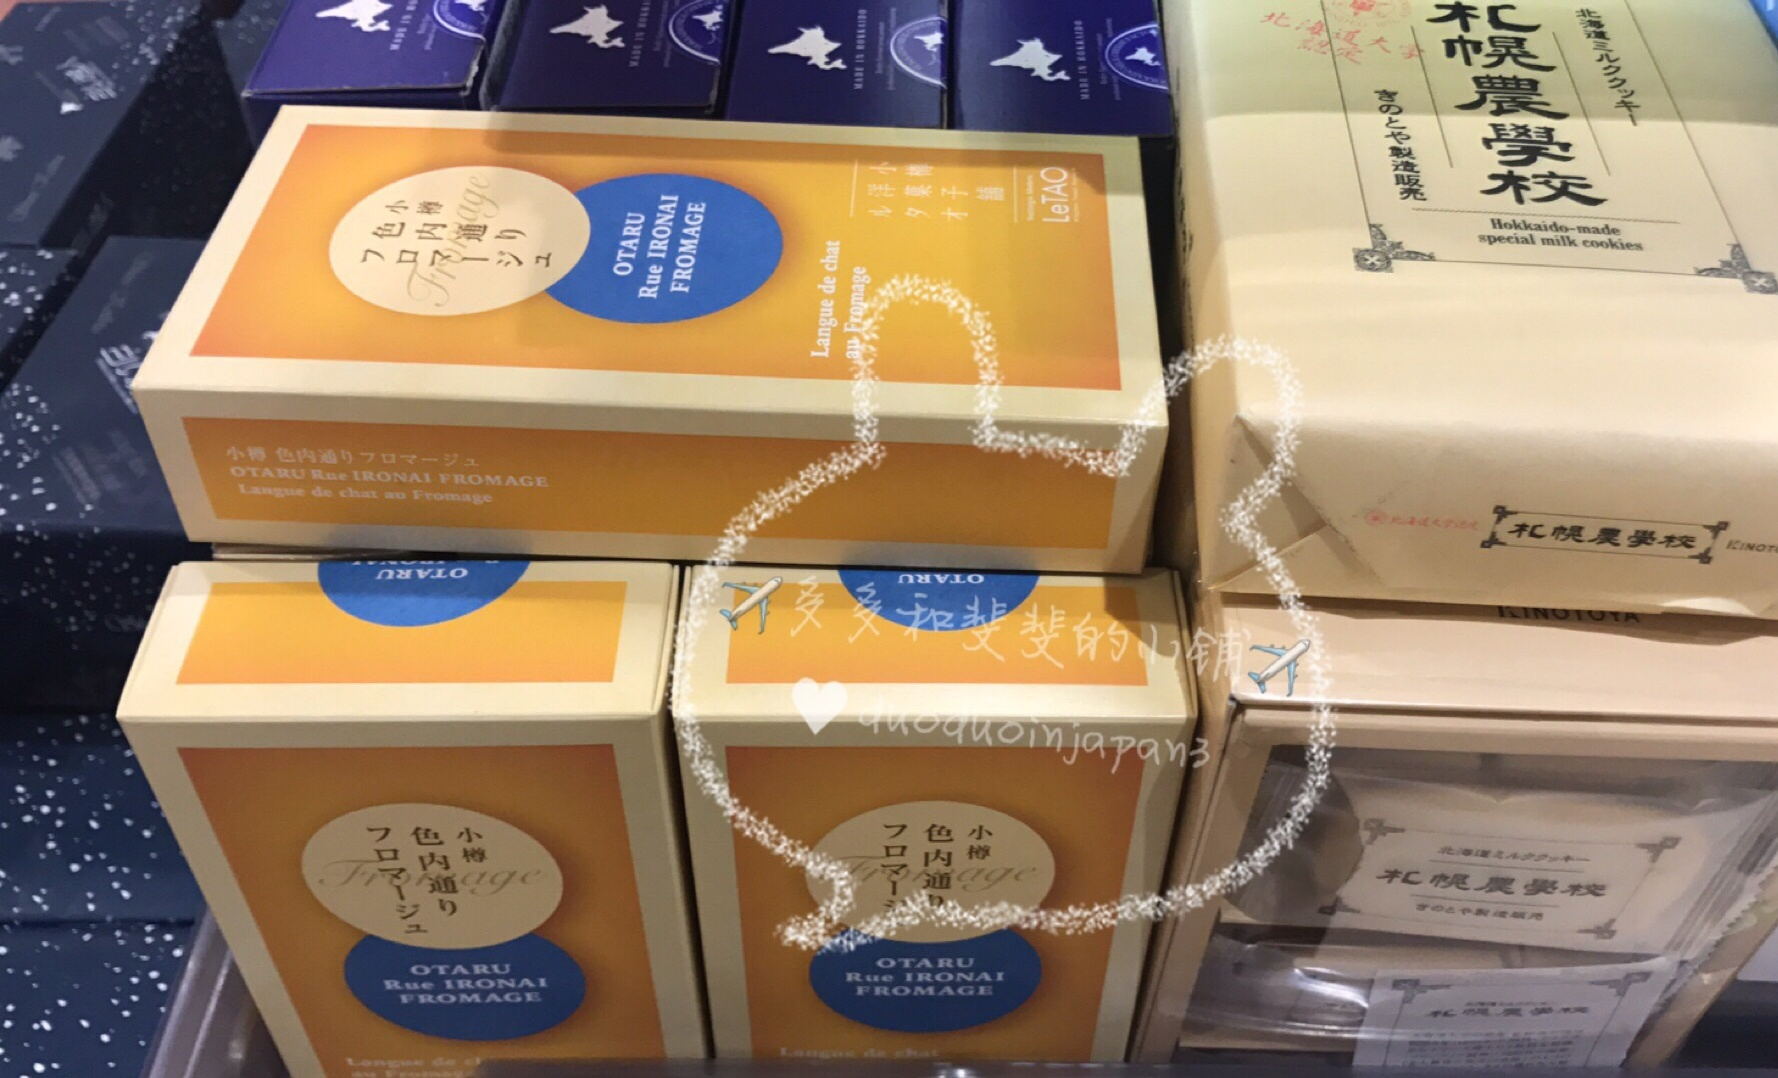 MADE IN HOKKAIDO
MADE IN HOKKAIDO
MADE IN HOKKAIDO
MADE IN HOKKAIDO
小樽
色内通り
フロマージュ
Fromage
OTARU
Rue IRONAI
FROMAGE
Langue de chat
au Fromage
小樽
洋菓子舗
ルタオ
LeTAO
小樽 色内通りフロマージュ
OTARU Rue IRONAI FROMAGE
Langue de chat au Fromage
北海道大学
認定
北海道ミルククッキー
札幌農學校
きのとや製造販売
Hokkaido-made
special milk cookies
札幌農學校
KINOTOYA
OTARU
OTARU
多多和斐斐的小铺
duoduoinjapan3
小樽
色内通り
フロマージュ
Fromage
OTARU
Rue IRONAI
FROMAGE
Langue de
au Fromage
小樽
色内通り
フロマージ
Fromage
OTARU
Rue IRONAI
FROMAGE
Langue de chat
北海道ミルククッキー
札幌農學校
きのとや製造販売
札幌農學校